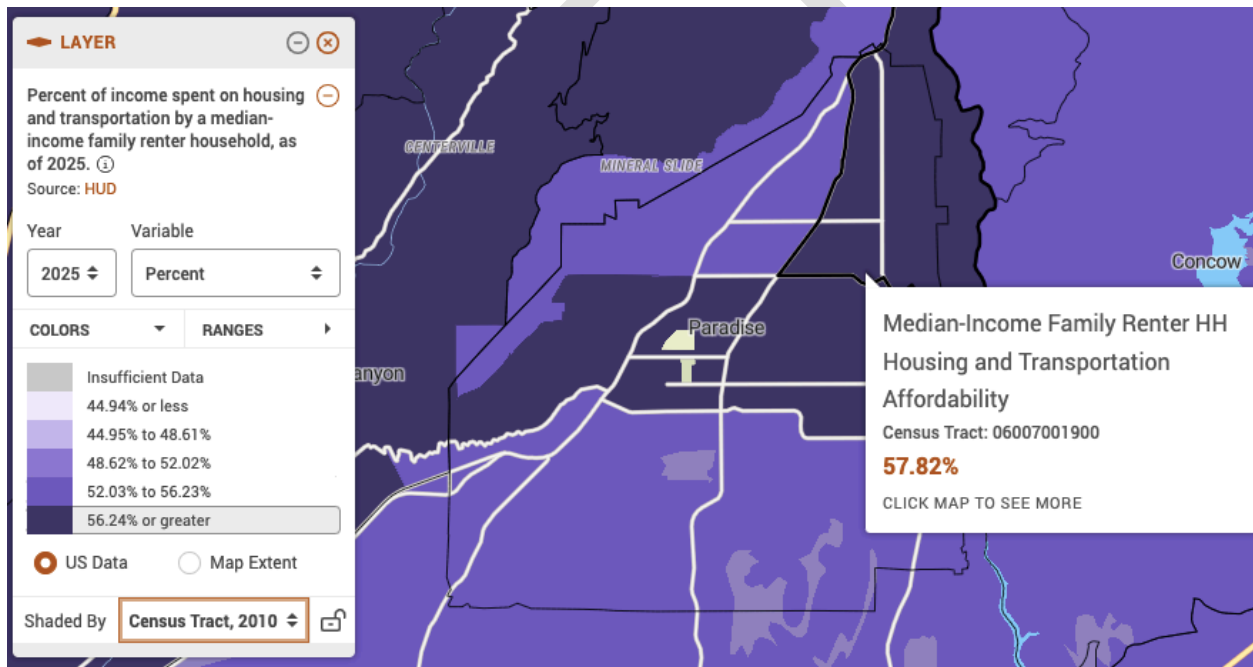 LAYER
Percent of income spent on housing
and transportation by a median-
income family renter household, as
of 2025.
Source: HUD
Year Variable
2025 Percent
COLORS RANGES
Insufficient Data
44.94% or less
44.95% to 48.61%
48.62% to 52.02%
52.03% to 56.23%
56.24% or greater
US Data Map Extent
Shaded By Census Tract, 2010
CENTERVILLE
MINERAL SLIDE
Concow
Paradise
anyon
Median-Income Family Renter HH
Housing and Transportation
Affordability
Census Tract: 06007001900
57.82%
CLICK MAP TO SEE MORE